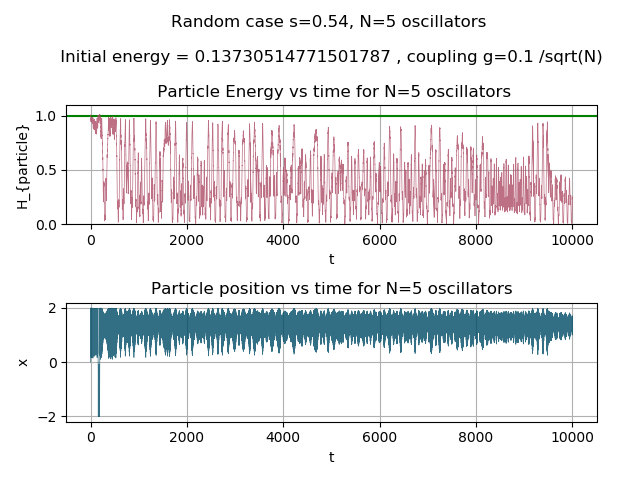 Random case s=0.54, N=5 oscillators
Initial energy = 0.13730514771501787 , coupling g=0.1 /sqrt(N)
Particle Energy vs time for N=5 oscillators
H_{particle}
1.0
0.5
0.0
0 2000 4000 6000 8000 10000
t
Particle position vs time for N=5 oscillators
x
2
0
−2
0 2000 4000 6000 8000 10000
t